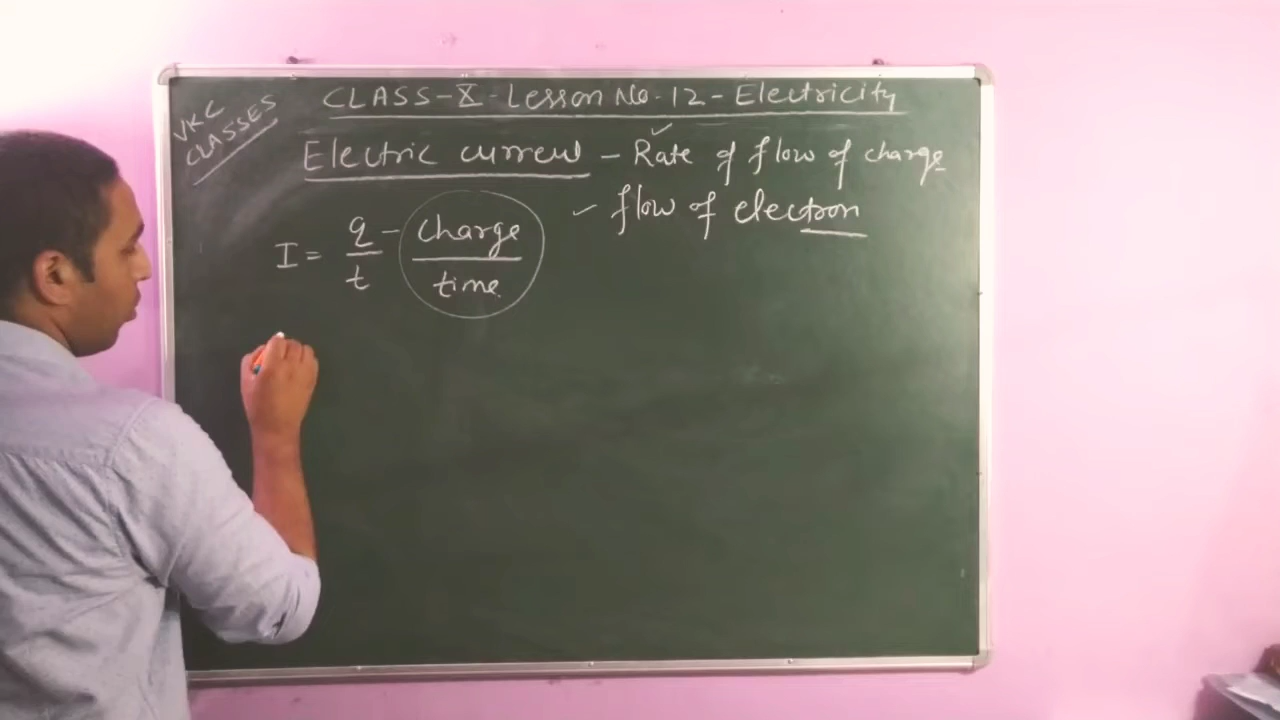 VKC
CLASSES
CLASS-X-Lesson No-12-Electricity
Electric current - Rate of flow of charge
✓ flow of electron
I = q/t - charge/time